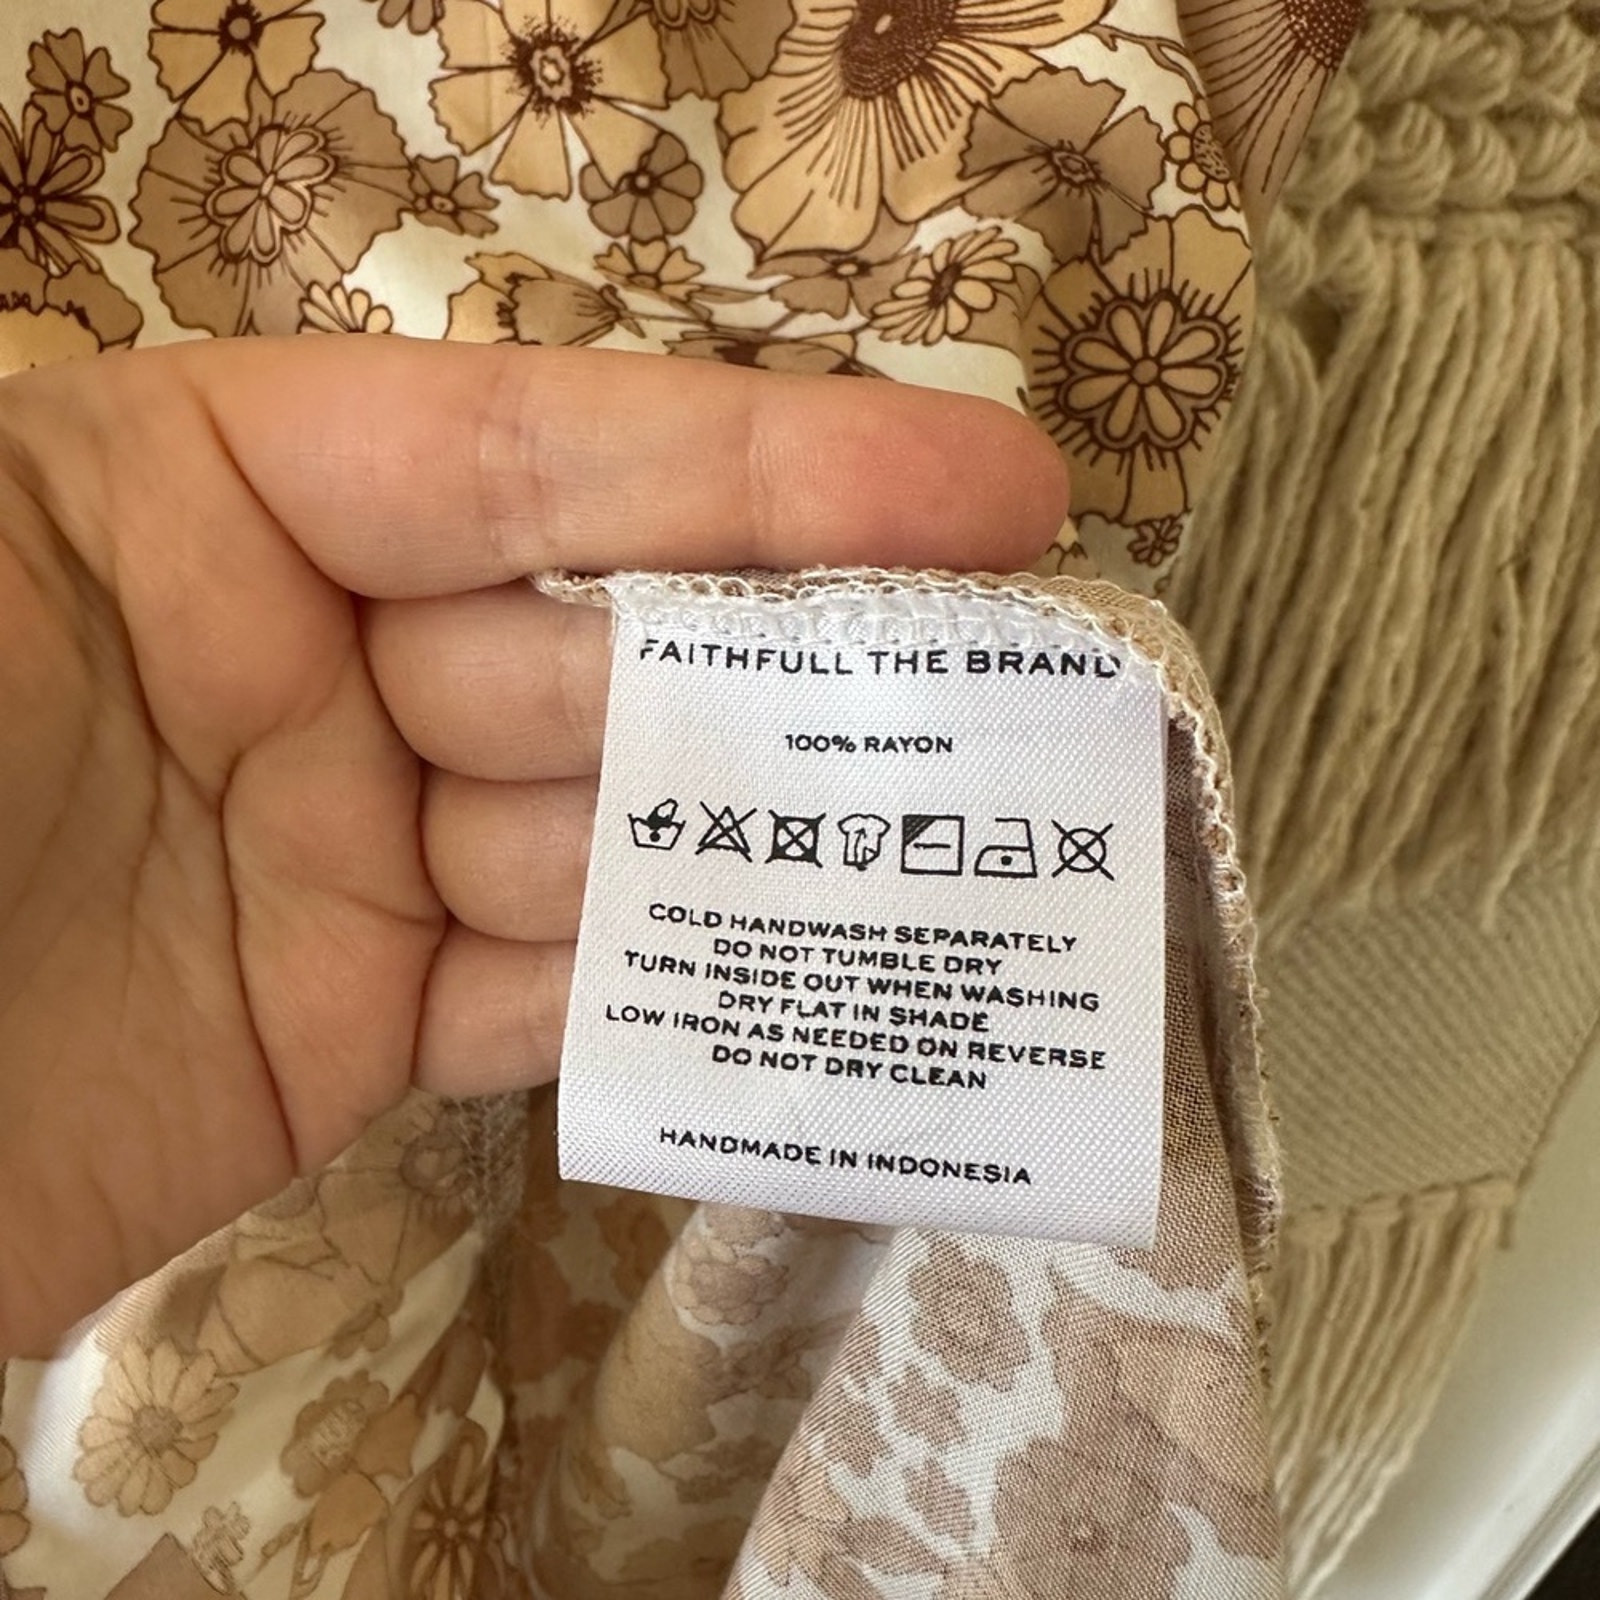 FAITHFULL THE BRAND
100% RAYON
COLD HANDWASH SEPARATELY
DO NOT TUMBLE DRY
TURN INSIDE OUT WHEN WASHING
DRY FLAT IN SHADE
LOW IRON AS NEEDED ON REVERSE
DO NOT DRY CLEAN
HANDMADE IN INDONESIA